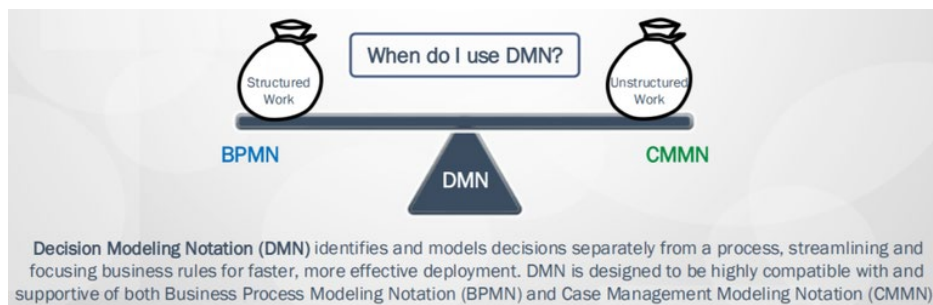 When do I use DMN?
Structured
Work
Unstructured
Work
BPMN
CMMN
DMN
Decision Modeling Notation (DMN) identifies and models decisions separately from a process, streamlining and
focusing business rules for faster, more effective deployment. DMN is designed to be highly compatible with and
supportive of both Business Process Modeling Notation (BPMN) and Case Management Modeling Notation (CMMN)